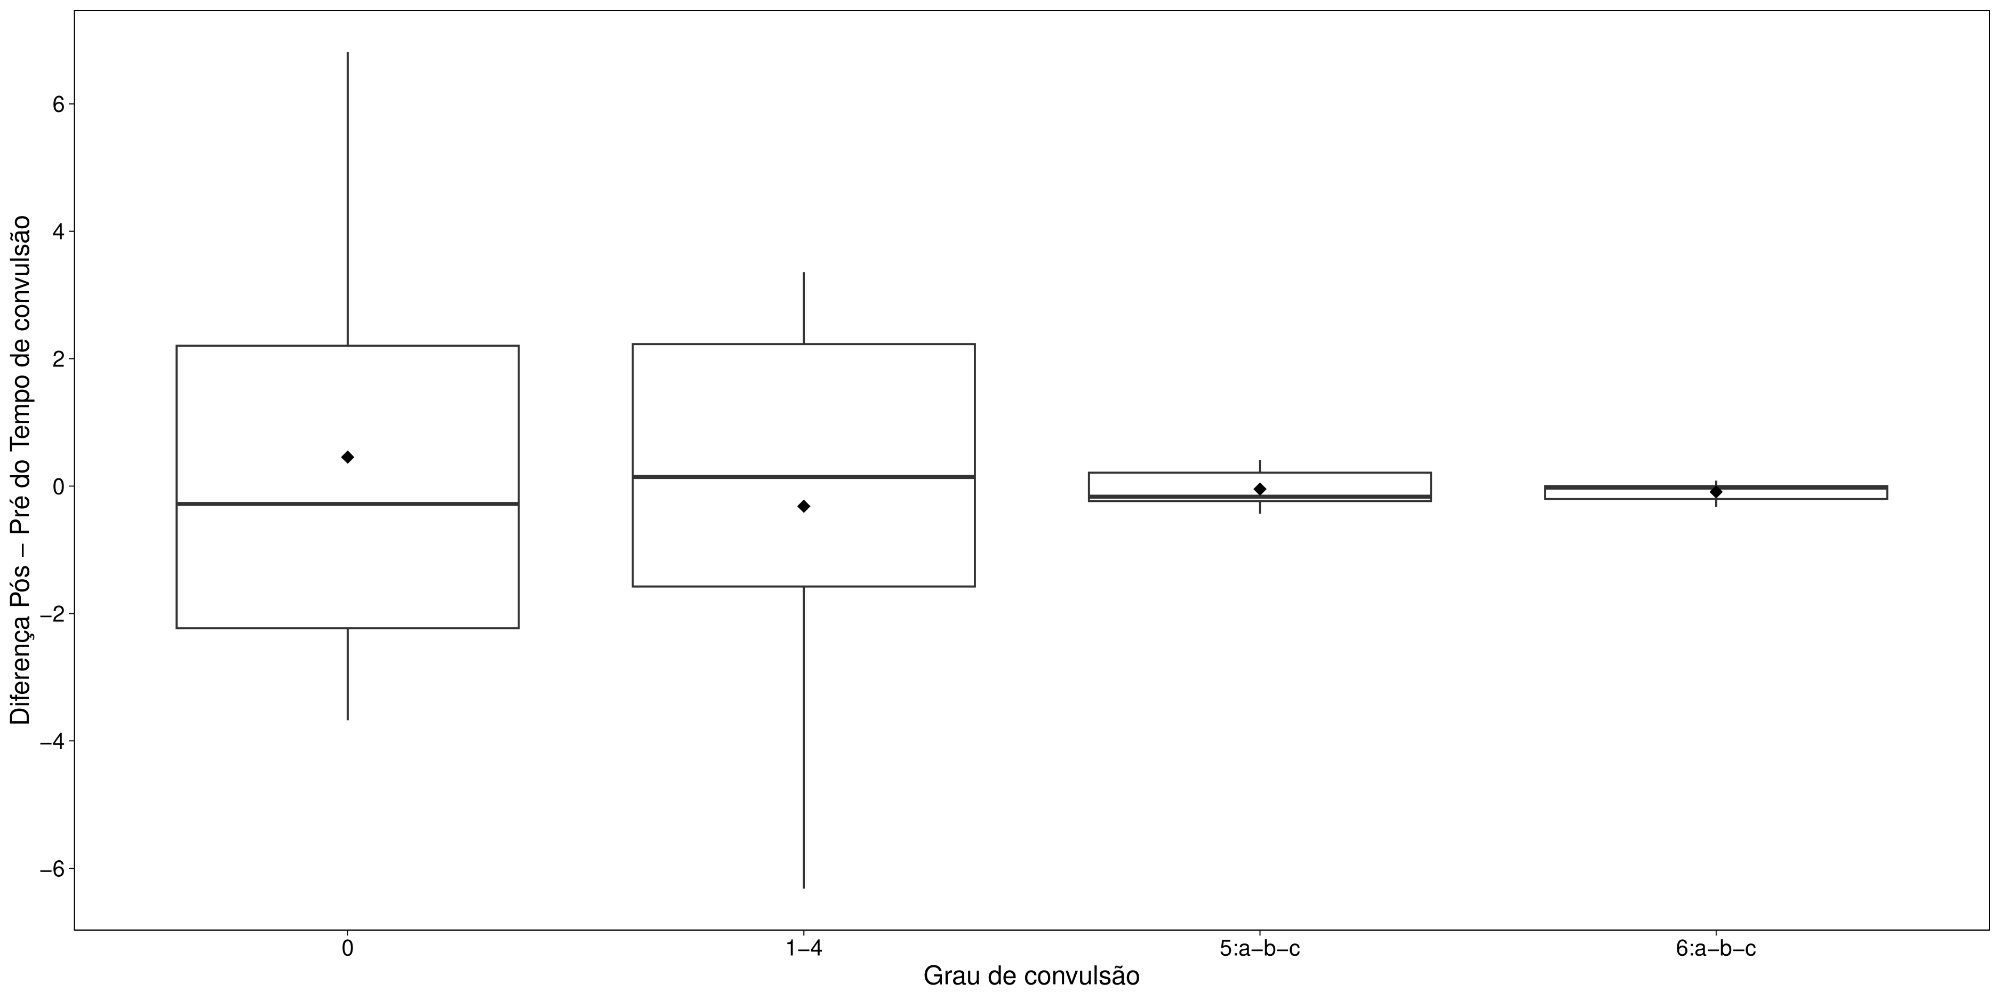 Diferença Pós − Pré do Tempo de convulsão
6
4
2
0
−2
−4
−6
0
1−4
5:a−b−c
6:a−b−c
Grau de convulsão